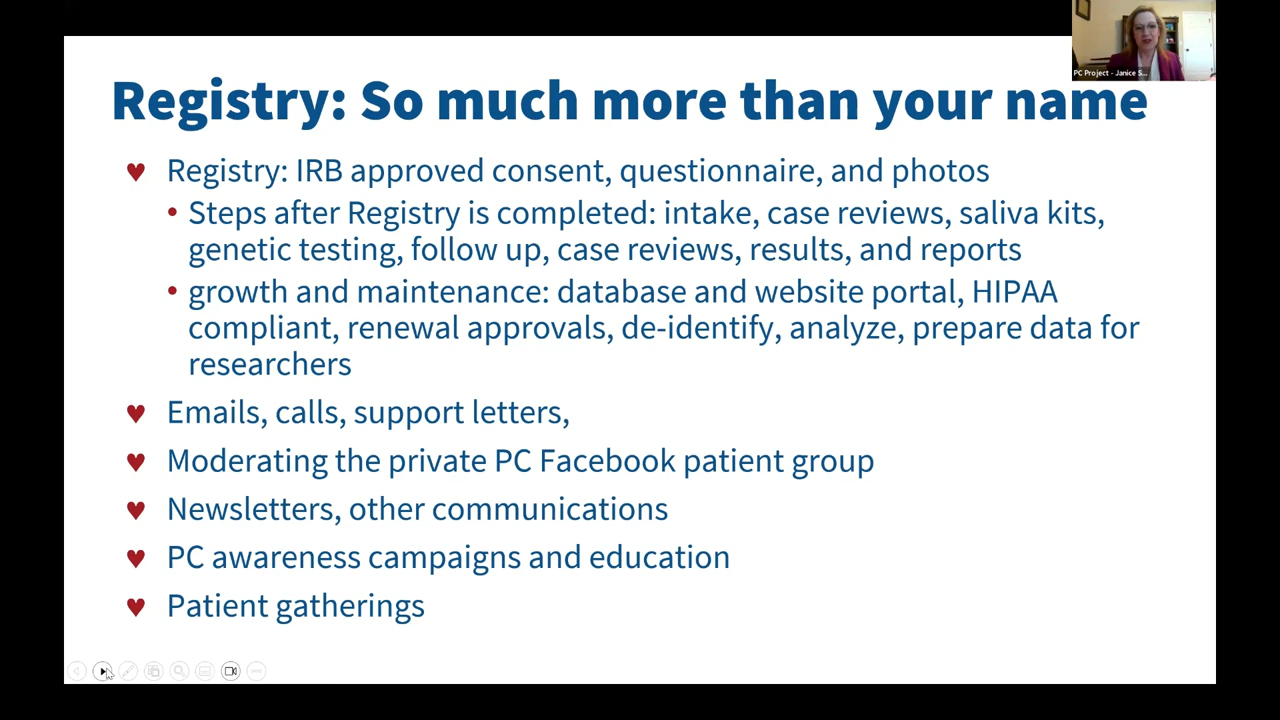 PC Project - Janice S...
Registry: So much more than your name
♥ Registry: IRB approved consent, questionnaire, and photos
• Steps after Registry is completed: intake, case reviews, saliva kits,
genetic testing, follow up, case reviews, results, and reports
• growth and maintenance: database and website portal, HIPAA
compliant, renewal approvals, de-identify, analyze, prepare data for
researchers
♥ Emails, calls, support letters,
♥ Moderating the private PC Facebook patient group
♥ Newsletters, other communications
♥ PC awareness campaigns and education
♥ Patient gatherings